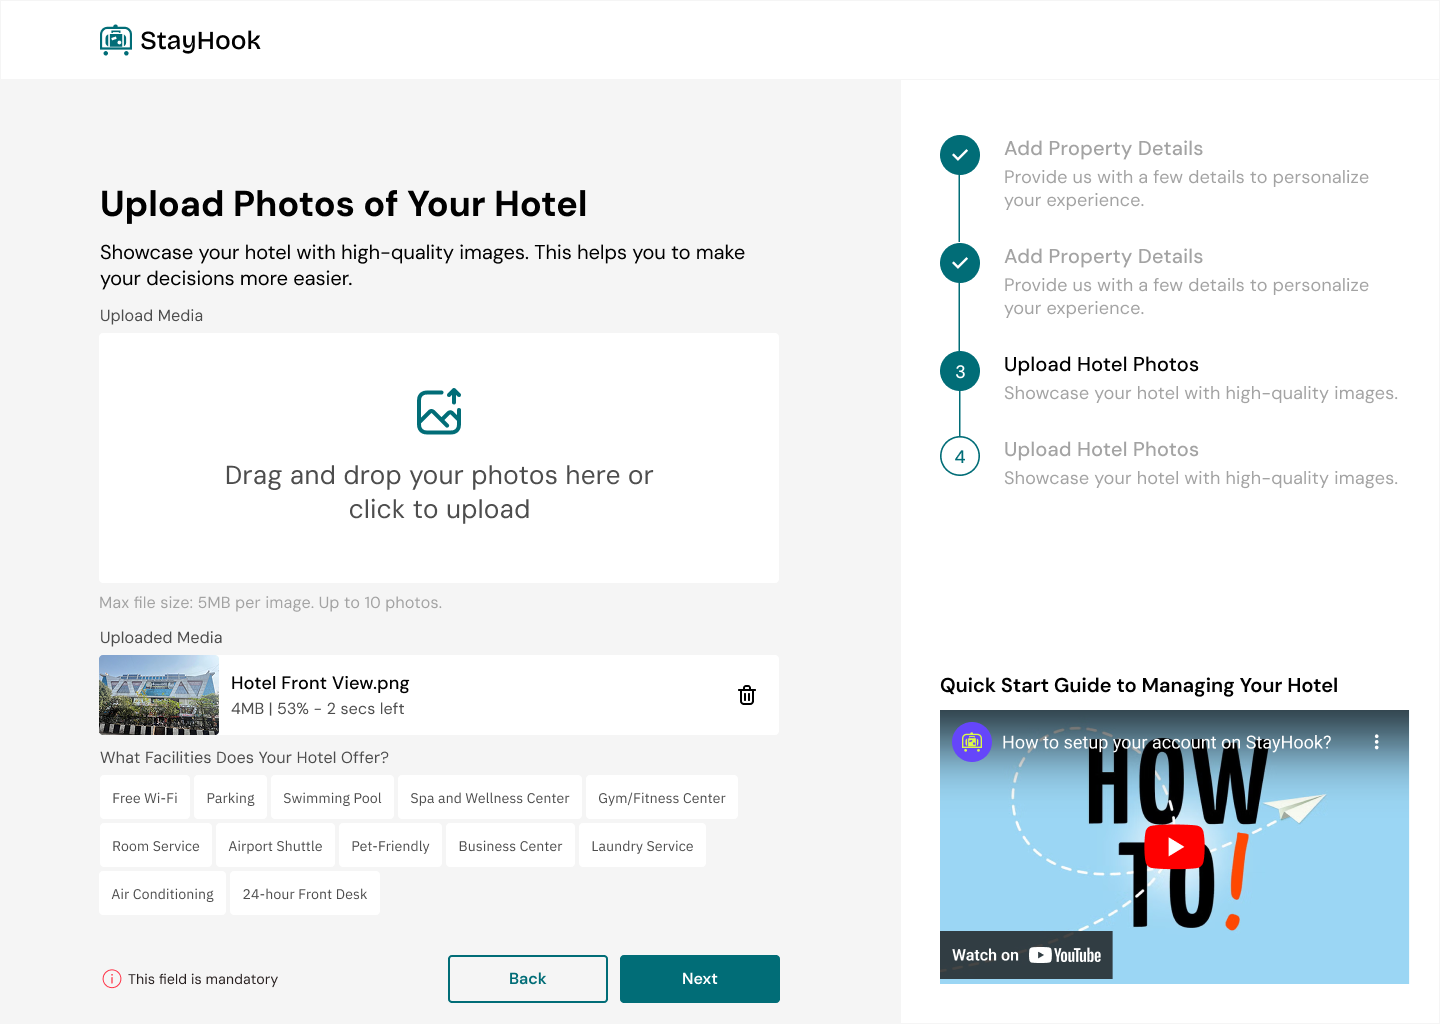 StayHook
Upload Photos of Your Hotel
Showcase your hotel with high-quality images. This helps you to make
your decisions more easier.
Upload Media
Drag and drop your photos here or
click to upload
Max file size: 5MB per image. Up to 10 photos.
Uploaded Media
Hotel Front View.png
4MB | 53% - 2 secs left
What Facilities Does Your Hotel Offer?
Free Wi-Fi
Parking
Swimming Pool
Spa and Wellness Center
Gym/Fitness Center
Room Service
Airport Shuttle
Pet-Friendly
Business Center
Laundry Service
Air Conditioning
24-hour Front Desk
This field is mandatory
Back
Next
Add Property Details
Provide us with a few details to personalize
your experience.
Add Property Details
Provide us with a few details to personalize
your experience.
3
Upload Hotel Photos
Showcase your hotel with high-quality images.
4
Upload Hotel Photos
Showcase your hotel with high-quality images.
Quick Start Guide to Managing Your Hotel
How to setup your account on StayHook?
HOW
TO!
Watch on YouTube